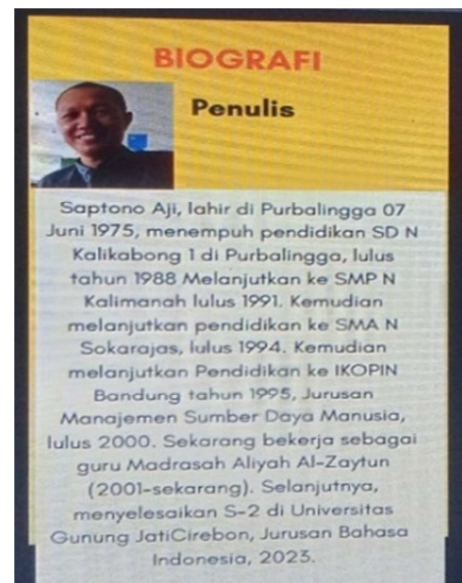 BIOGRAFI
Penulis
Saptono Aji, lahir di Purbalingga 07
Juni 1975, menempuh pendidikan SD N
Kalikabong 1 di Purbalingga, lulus
tahun 1988 Melanjutkan ke SMP N
Kalimanah lulus 1991. Kemudian
melanjutkan pendidikan ke SMA N
Sokarajas, lulus 1994. Kemudian
melanjutkan Pendidikan ke IKOPIN
Bandung tahun 1995, Jurusan
Manajemen Sumber Daya Manusia,
lulus 2000. Sekarang bekerja sebagai
guru Madrasah Aliyah Al-Zaytun
(2001-sekarang). Selanjutnya,
menyelesaikan S-2 di Universitas
Gunung JatiCirebon, Jurusan Bahasa
Indonesia, 2023.